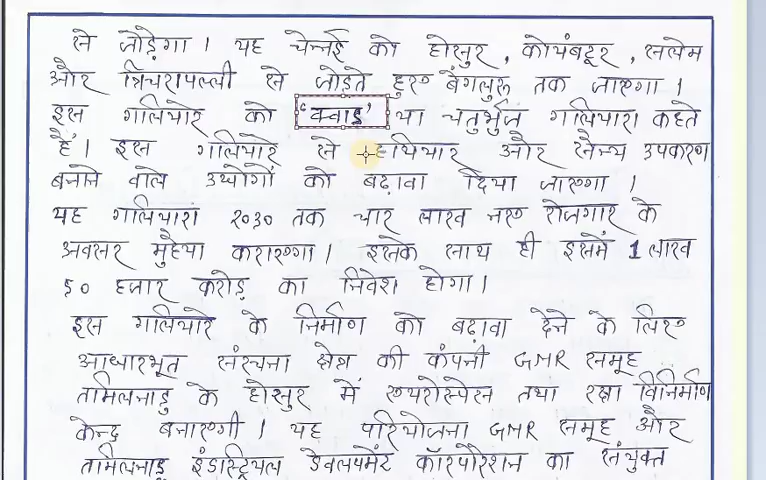 से जोड़ेगा । यह चेन्नई को होसुर , कोयंबटूर , सलेम
और त्रिचरापल्ली से जोड़ते हुए बेंगलुरू तक जाएगा ।
इस गलियारे को 'क्वाड' या चतुर्भुज गलियारा कहते
हैं। इस गलियारे से हथियार और सैन्य उपकरण
बनाने वाले उद्योगों को बढ़ावा दिया जाएगा ।
यह गलियारा २०३० तक चार लाख नए रोजगार के
अवसर मुहैया कराएगा। इसके साथ ही इसमें 1 लाख
५० हजार करोड़ का निवेश होगा।
इस गलियारे के निर्माण को बढ़ावा देने के लिए
आधारभूत संरचना क्षेत्र की कंपनी GMR समूह
तमिलनाडु के होसुर में एयरोस्पेस तथा रक्षा विनिर्माण
केन्द्र बनाएगी । यह परियोजना GMR समूह और
तमिलनाडु इंडस्ट्रियल डेवलपमेंट कॉरपोरेशन का संयुक्त